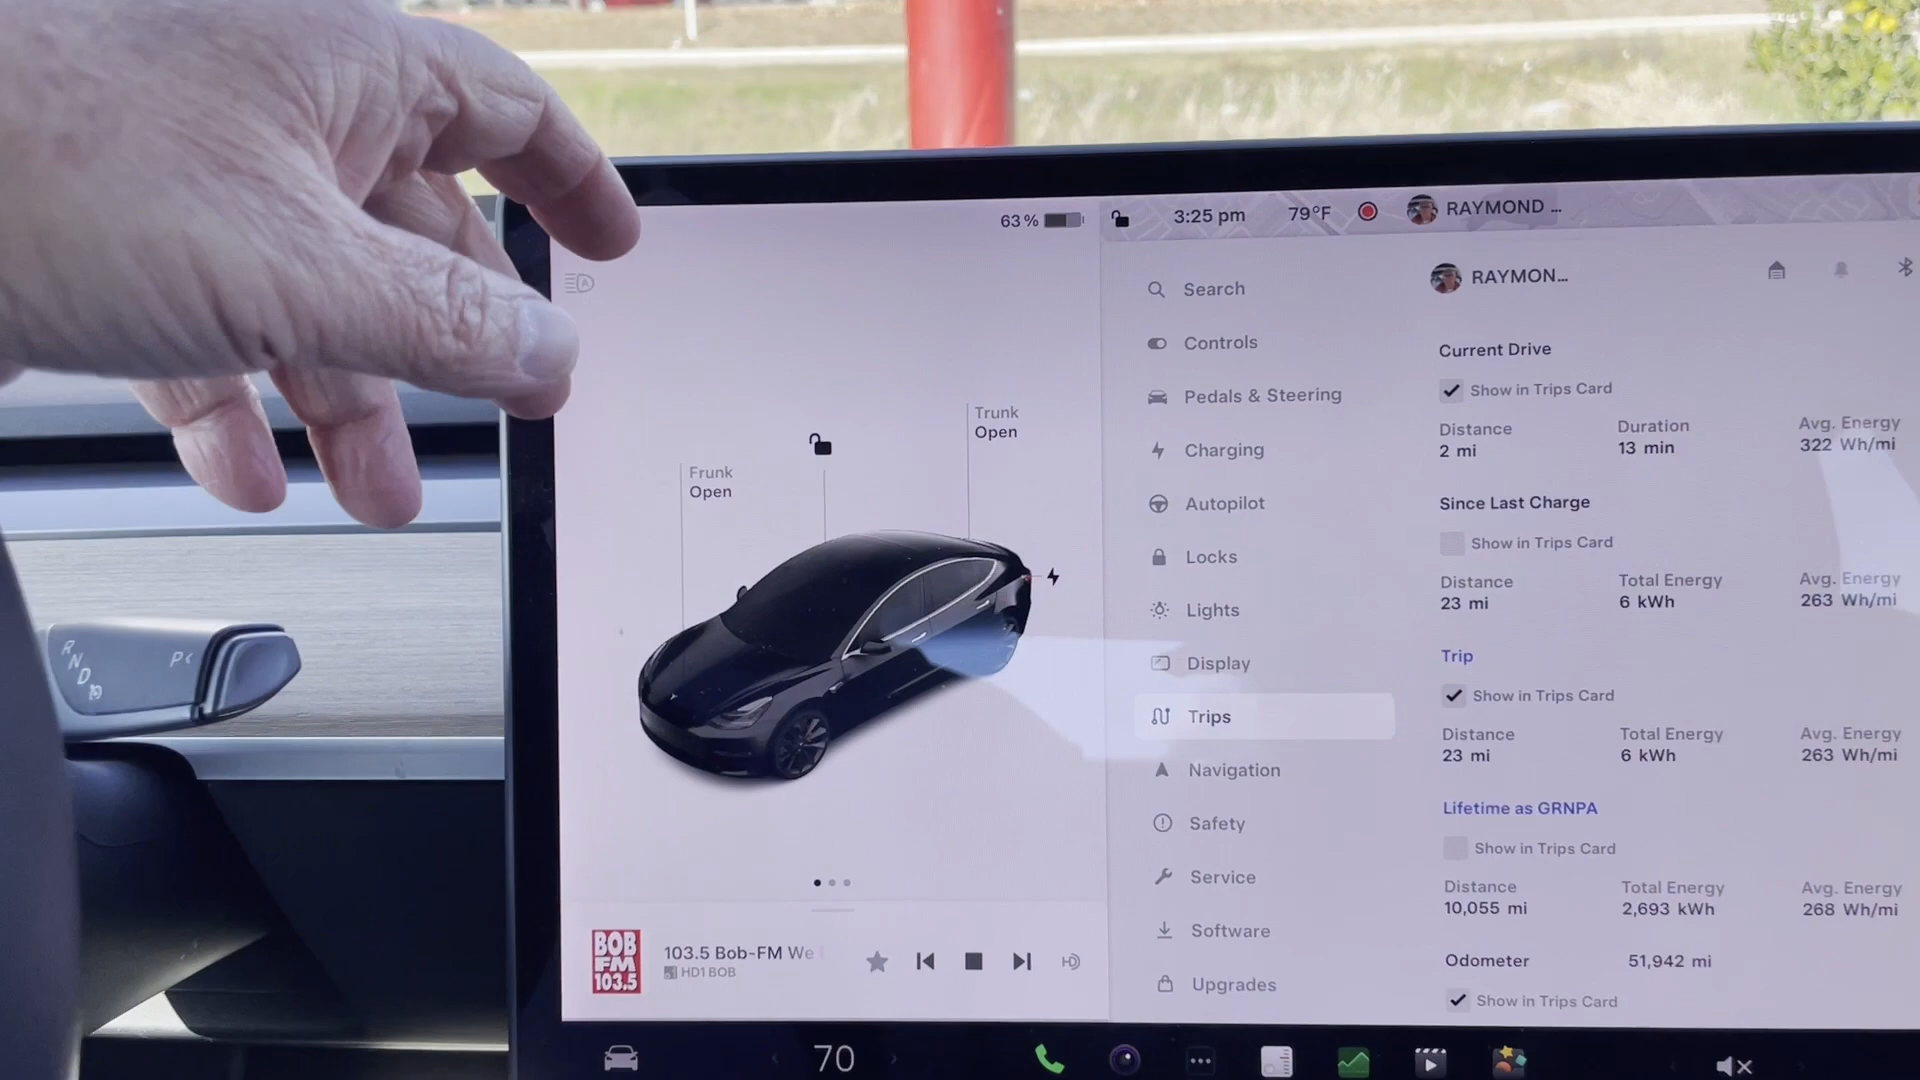 63 %
3:25 pm
79°F
RAYMOND ...
Search
Controls
Pedals & Steering
Charging
Autopilot
Locks
Lights
Display
Trips
Navigation
Safety
Service
Software
Upgrades
RAYMON...
Current Drive
Show in Trips Card
Distance
2 mi
Duration
13 min
Avg. Energy
322 Wh/mi
Since Last Charge
Show in Trips Card
Distance
23 mi
Total Energy
6 kWh
Avg. Energy
263 Wh/mi
Trip
Show in Trips Card
Distance
23 mi
Total Energy
6 kWh
Avg. Energy
263 Wh/mi
Lifetime as GRNPA
Show in Trips Card
Distance
10,055 mi
Total Energy
2,693 kWh
Avg. Energy
268 Wh/mi
Odometer
51,942 mi
Show in Trips Card
Trunk
Open
Frunk
Open
R
N
D
P<
BOB
FM
103.5
103.5 Bob-FM We
HD1 BOB
70